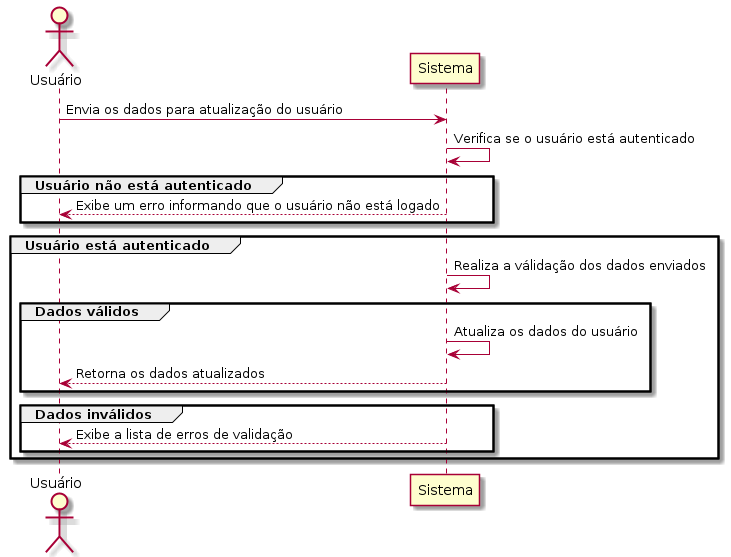 Usuário
Sistema
Envia os dados para atualização do usuário
Verifica se o usuário está autenticado
Usuário não está autenticado
Exibe um erro informando que o usuário não está logado
Usuário está autenticado
Realiza a válidação dos dados enviados
Dados válidos
Atualiza os dados do usuário
Retorna os dados atualizados
Dados inválidos
Exibe a lista de erros de validação
Usuário
Sistema